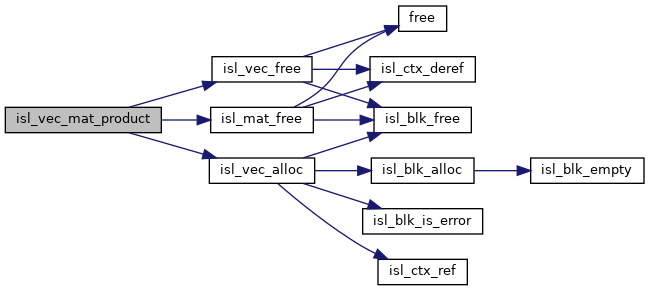 isl_vec_mat_product
isl_vec_free
isl_mat_free
isl_vec_alloc
free
isl_ctx_deref
isl_blk_free
isl_blk_alloc
isl_blk_is_error
isl_ctx_ref
isl_blk_empty